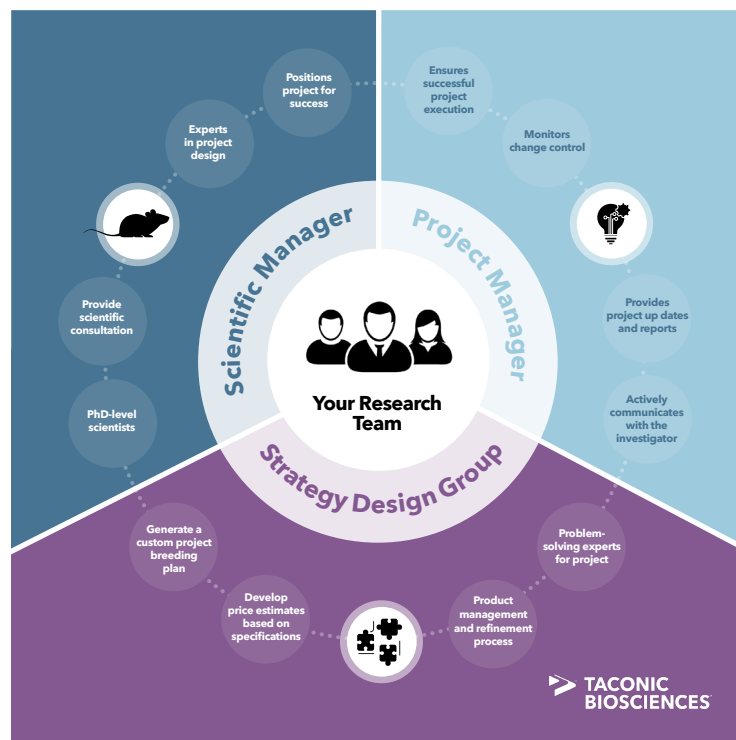 Positions
project for
success
Experts
in project
design
Provide
scientific
consultation
PhD-level
scientists
Scientific Manager
Ensures
successful
project
execution
Monitors
change control
Provides
project up dates
and reports
Actively
communicates
with the
investigator
Project Manager
Your Research
Team
Strategy Design Group
Generate a
custom project
breeding
plan
Develop
price estimates
based on
specifications
Product
management
and refinement
process
Problem-
solving experts
for project
TACONIC
BIOSCIENCES